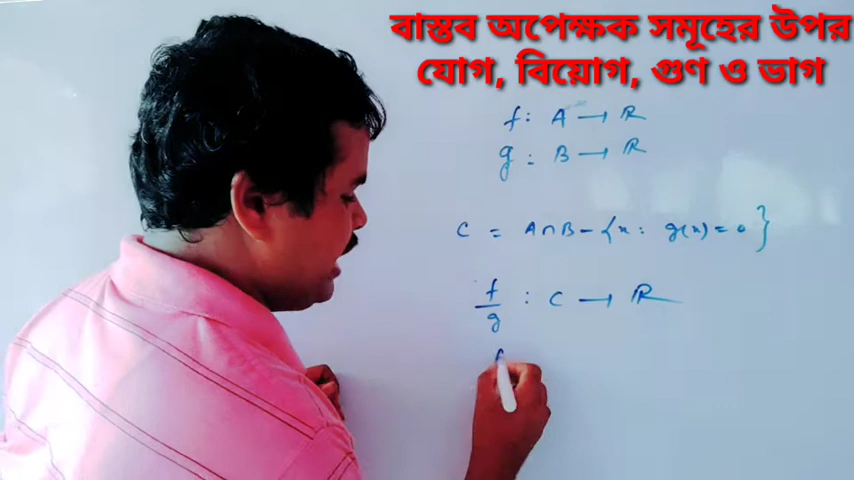 বাস্তব অপেক্ষক সমূহের উপর
যোগ, বিয়োগ, গুণ ও ভাগ
f : A → R
g : B → R
C = A∩B - {x : g(x) = 0}
f/g : C → R
f